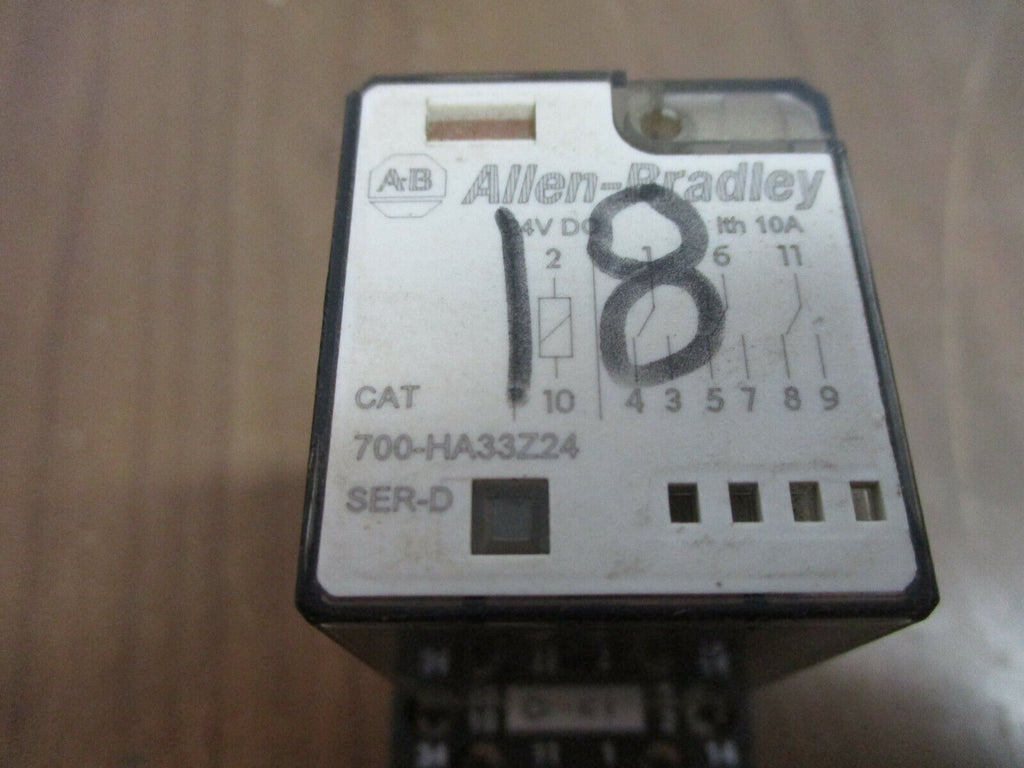 A-B Allen-Bradley
24V DC Ith 10A
18
2 1 6 11
10 4 3 5 7 8 9
CAT
700-HA33Z24
SER-D